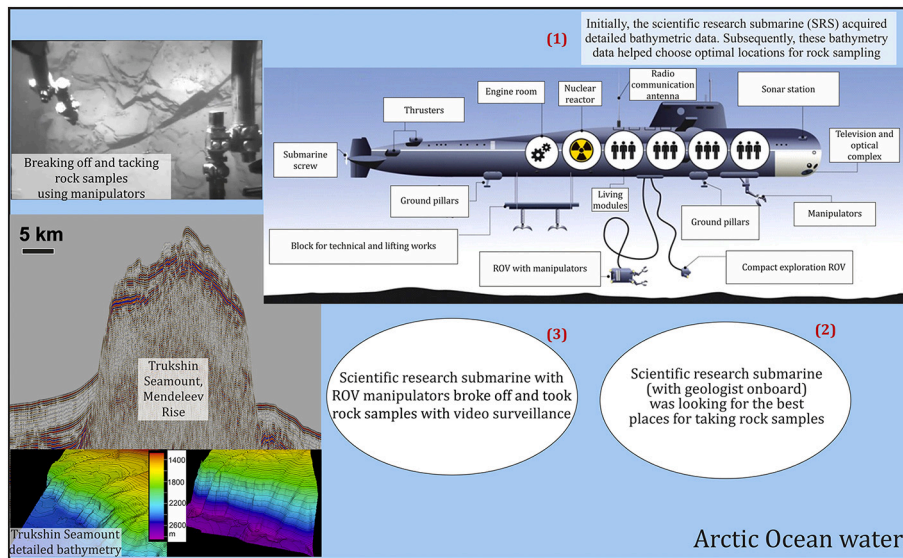 (1)
Initially, the scientific research submarine (SRS) acquired
detailed bathymetric data. Subsequently, these bathymetry
data helped choose optimal locations for rock sampling
Breaking off and tacking
rock samples
using manipulators
Radio
communication
antenna
Engine room
Nuclear
reactor
Sonar station
Thrusters
Television and
optical complex
Submarine
screw
Ground pillars
Living
modules
Ground pillars
Manipulators
Block for technical and lifting works
ROV with manipulators
Compact exploration ROV
5 km
Trukshin
Seamount,
Mendeleev
Rise
(3)
Scientific research submarine with
ROV manipulators broke off and took
rock samples with video surveillance
(2)
Scientific research submarine
(with geologist onboard)
was looking for the best
places for taking rock samples
1400
1800
2200
2600
m
Trukshin Seamount
detailed bathymetry
Arctic Ocean water